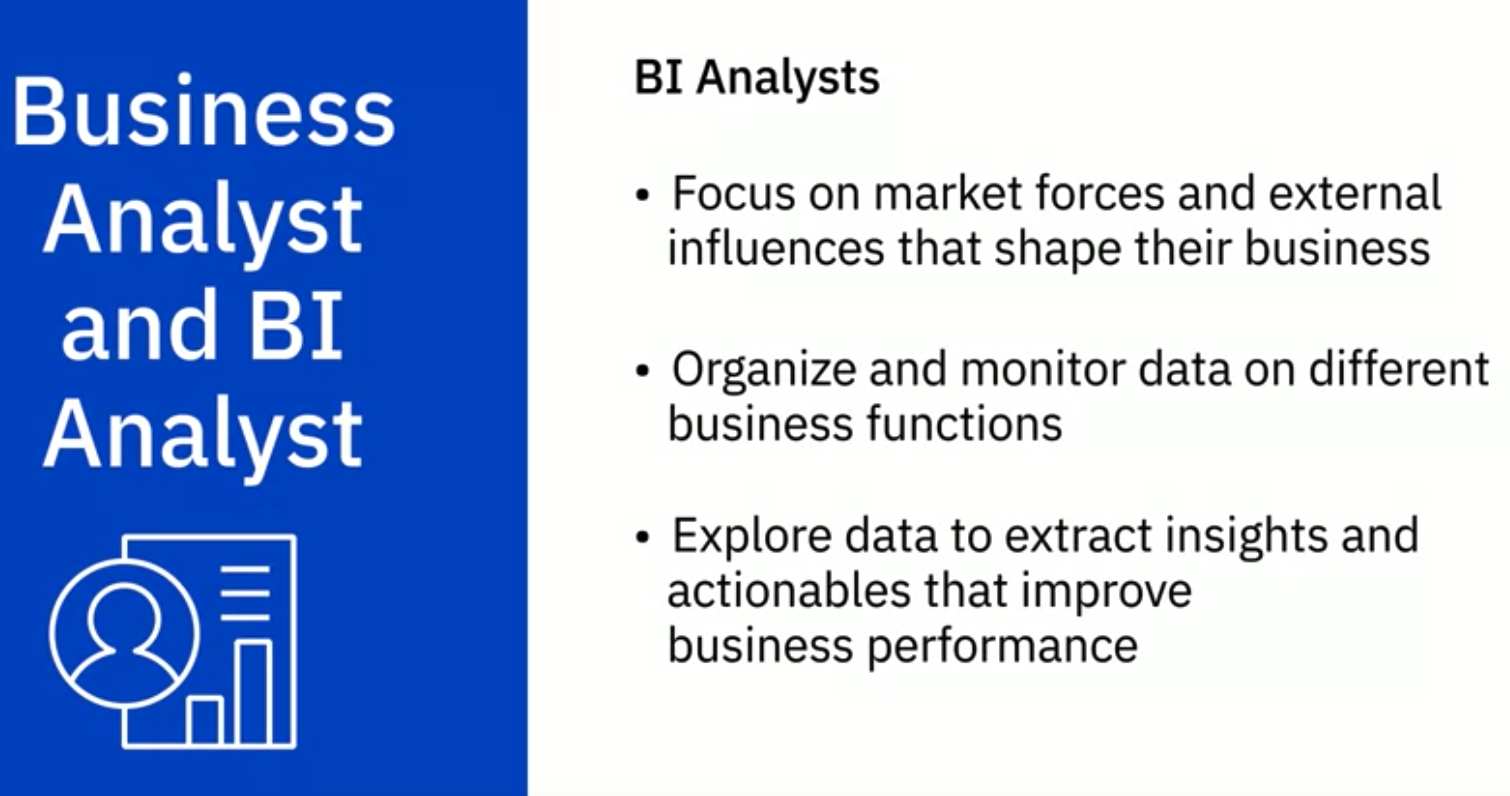 Business
Analyst
and BI
Analyst
BI Analysts
• Focus on market forces and external
influences that shape their business
• Organize and monitor data on different
business functions
• Explore data to extract insights and
actionables that improve
business performance